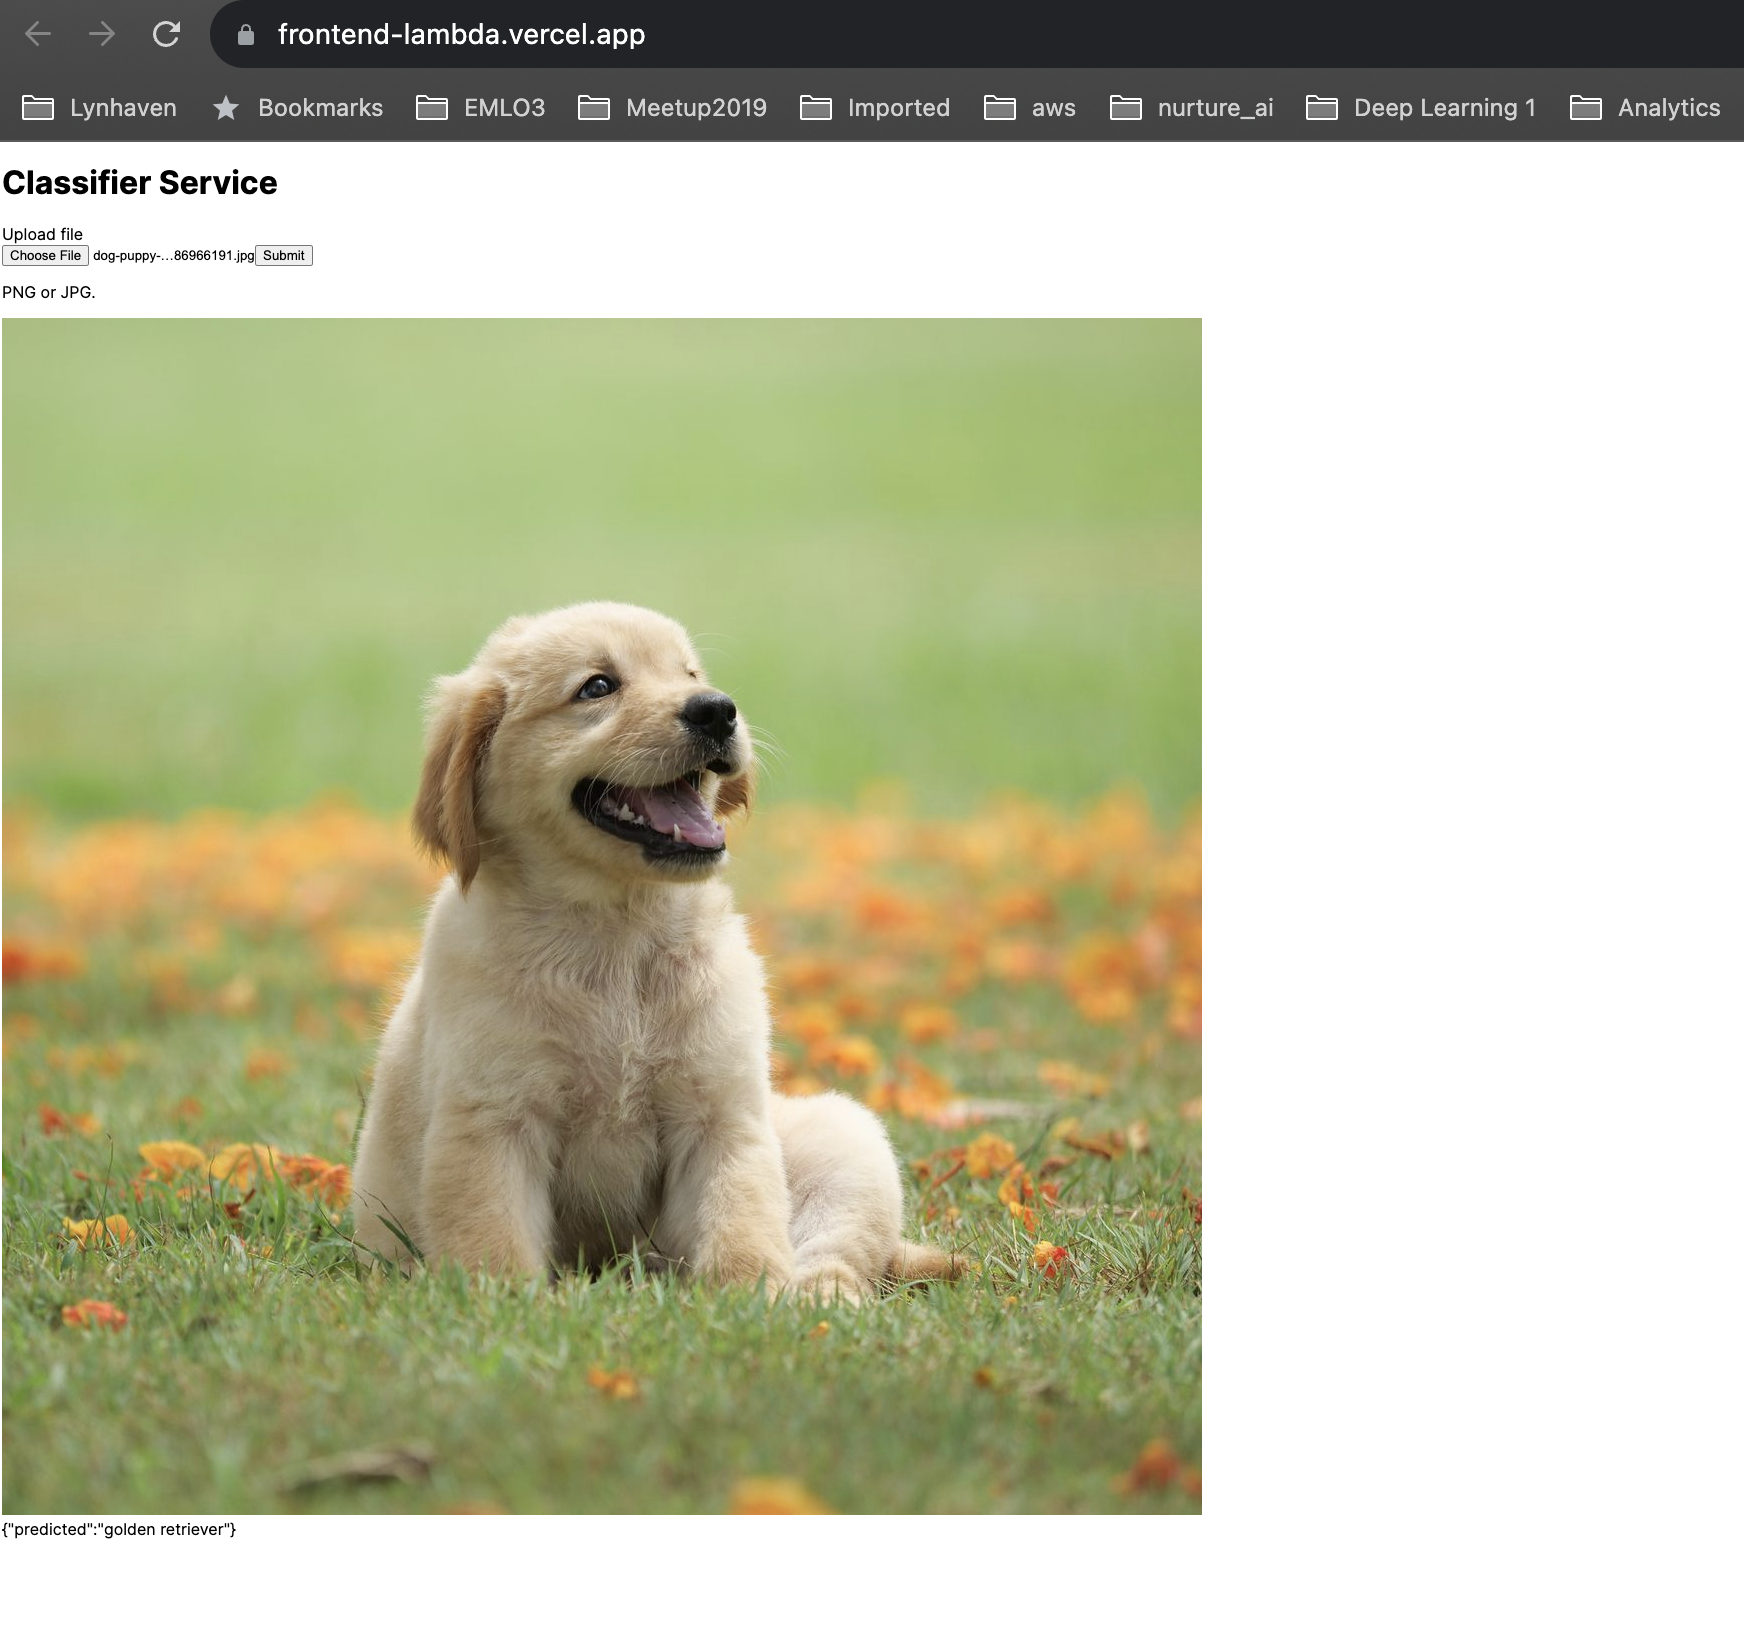 frontend-lambda.vercel.app
Lynhaven Bookmarks EMLO3 Meetup2019 Imported aws nurture_ai Deep Learning 1 Analytics
Classifier Service
Upload file
Choose File dog-puppy-...86966191.jpg Submit
PNG or JPG.
{"predicted":"golden retriever"}